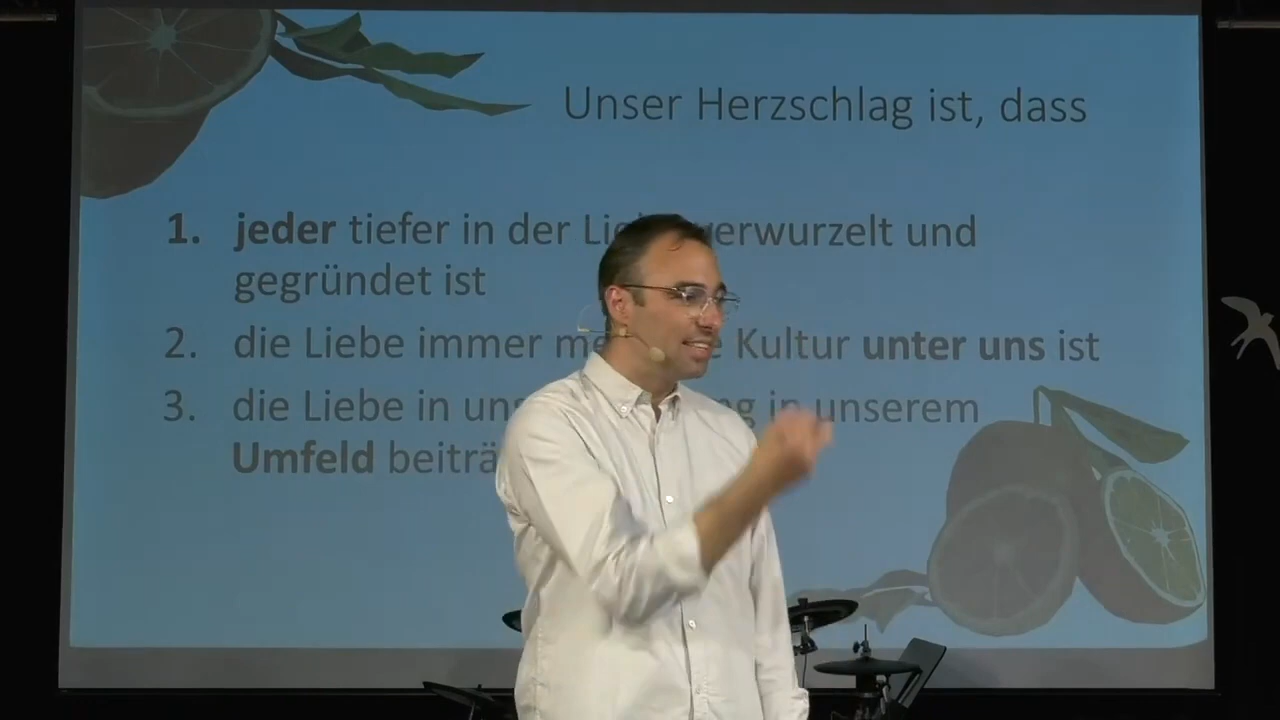 Unser Herzschlag ist, dass
1. jeder tiefer in der verwurzelt und
gegründet ist
2. die Liebe immer Kultur unter uns ist
3. die Liebe in in unserem
Umfeld